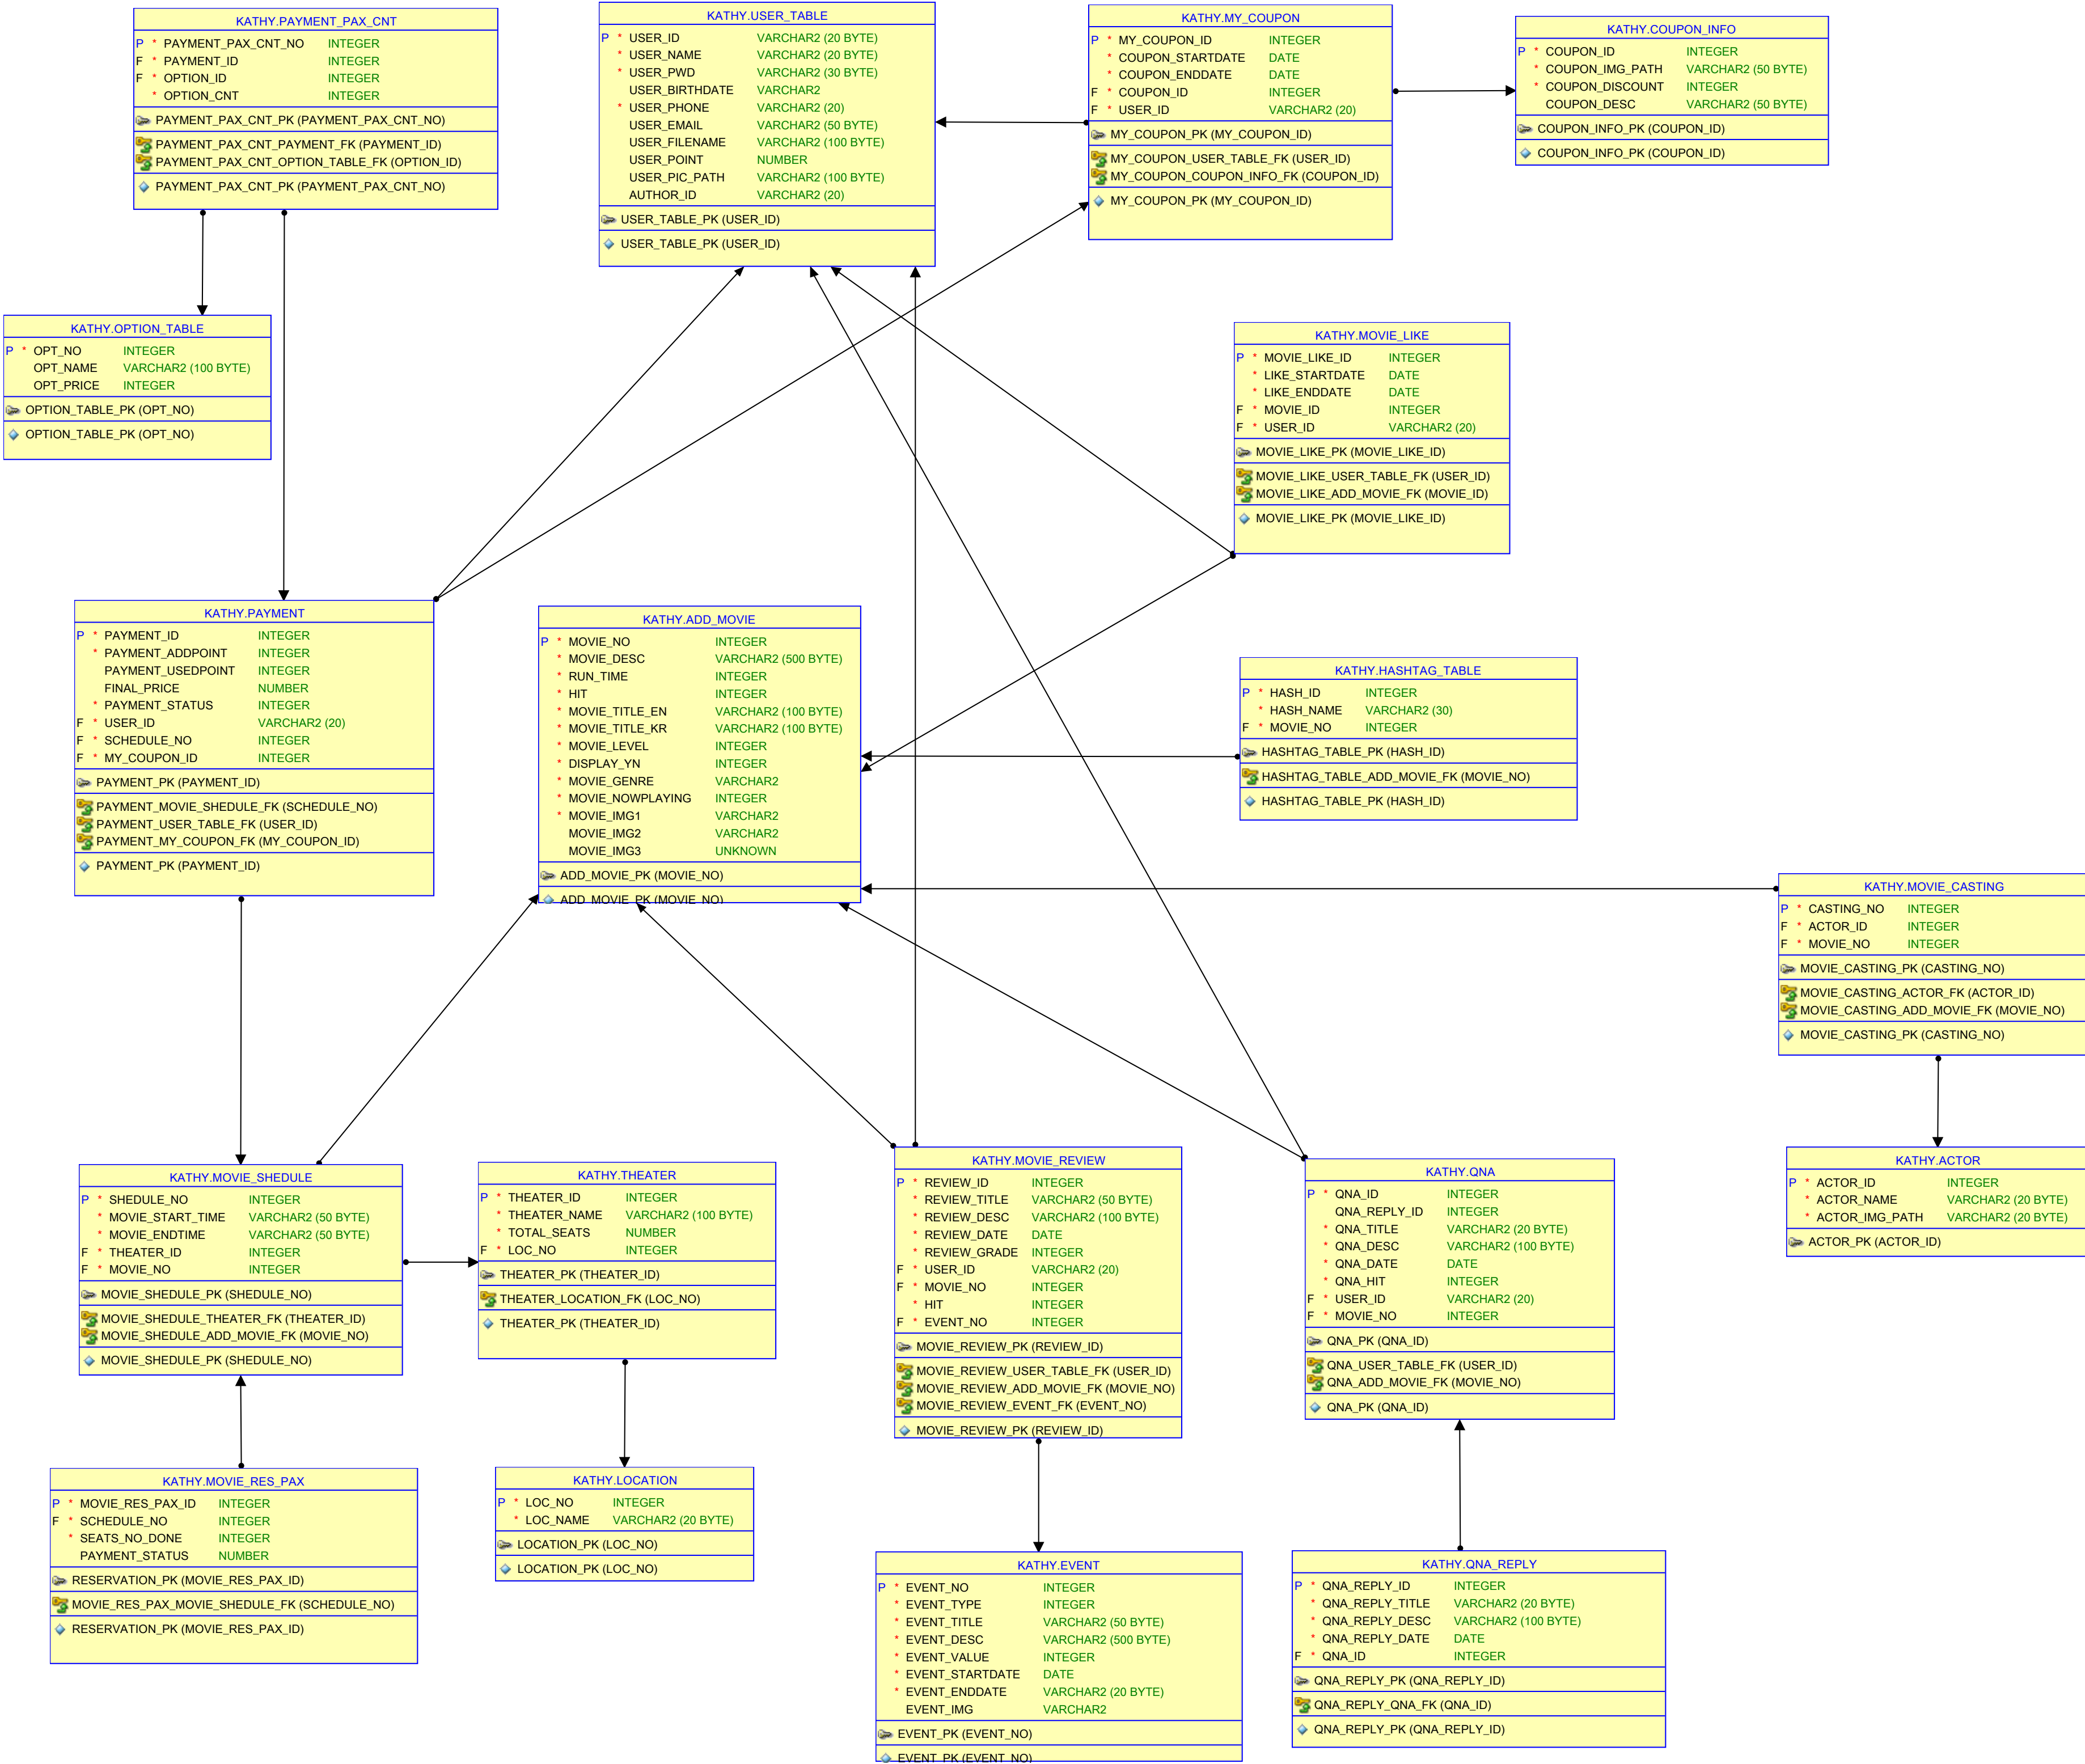 KATHY.PAYMENT_PAX_CNT
P * PAYMENT_PAX_CNT_NO INTEGER
F * PAYMENT_ID INTEGER
F * OPTION_ID INTEGER
* OPTION_CNT INTEGER
PAYMENT_PAX_CNT_PK (PAYMENT_PAX_CNT_NO)
PAYMENT_PAX_CNT_PAYMENT_FK (PAYMENT_ID)
PAYMENT_PAX_CNT_OPTION_TABLE_FK (OPTION_ID)
PAYMENT_PAX_CNT_PK (PAYMENT_PAX_CNT_NO)
KATHY.USER_TABLE
P * USER_ID VARCHAR2 (20 BYTE)
* USER_NAME VARCHAR2 (20 BYTE)
* USER_PWD VARCHAR2 (30 BYTE)
USER_BIRTHDATE VARCHAR2
* USER_PHONE VARCHAR2 (20)
USER_EMAIL VARCHAR2 (50 BYTE)
USER_FILENAME VARCHAR2 (100 BYTE)
USER_POINT NUMBER
USER_PIC_PATH VARCHAR2 (100 BYTE)
AUTHOR_ID VARCHAR2 (20)
USER_TABLE_PK (USER_ID)
USER_TABLE_PK (USER_ID)
KATHY.MY_COUPON
P * MY_COUPON_ID INTEGER
* COUPON_STARTDATE DATE
* COUPON_ENDDATE DATE
F * COUPON_ID INTEGER
F * USER_ID VARCHAR2 (20)
MY_COUPON_PK (MY_COUPON_ID)
MY_COUPON_USER_TABLE_FK (USER_ID)
MY_COUPON_COUPON_INFO_FK (COUPON_ID)
MY_COUPON_PK (MY_COUPON_ID)
KATHY.COUPON_INFO
P * COUPON_ID INTEGER
* COUPON_IMG_PATH VARCHAR2 (50 BYTE)
* COUPON_DISCOUNT INTEGER
COUPON_DESC VARCHAR2 (50 BYTE)
COUPON_INFO_PK (COUPON_ID)
COUPON_INFO_PK (COUPON_ID)
KATHY.OPTION_TABLE
P * OPT_NO INTEGER
OPT_NAME VARCHAR2 (100 BYTE)
OPT_PRICE INTEGER
OPTION_TABLE_PK (OPT_NO)
OPTION_TABLE_PK (OPT_NO)
KATHY.MOVIE_LIKE
P * MOVIE_LIKE_ID INTEGER
* LIKE_STARTDATE DATE
* LIKE_ENDDATE DATE
F * MOVIE_ID INTEGER
F * USER_ID VARCHAR2 (20)
MOVIE_LIKE_PK (MOVIE_LIKE_ID)
MOVIE_LIKE_USER_TABLE_FK (USER_ID)
MOVIE_LIKE_ADD_MOVIE_FK (MOVIE_ID)
MOVIE_LIKE_PK (MOVIE_LIKE_ID)
KATHY.PAYMENT
P * PAYMENT_ID INTEGER
* PAYMENT_ADDPOINT INTEGER
PAYMENT_USEDPOINT INTEGER
FINAL_PRICE NUMBER
* PAYMENT_STATUS INTEGER
F * USER_ID VARCHAR2 (20)
F * SCHEDULE_NO INTEGER
F * MY_COUPON_ID INTEGER
PAYMENT_PK (PAYMENT_ID)
PAYMENT_MOVIE_SHEDULE_FK (SCHEDULE_NO)
PAYMENT_USER_TABLE_FK (USER_ID)
PAYMENT_MY_COUPON_FK (MY_COUPON_ID)
PAYMENT_PK (PAYMENT_ID)
KATHY.ADD_MOVIE
P * MOVIE_NO INTEGER
* MOVIE_DESC VARCHAR2 (500 BYTE)
* RUN_TIME INTEGER
* HIT INTEGER
* MOVIE_TITLE_EN VARCHAR2 (100 BYTE)
* MOVIE_TITLE_KR VARCHAR2 (100 BYTE)
* MOVIE_LEVEL INTEGER
* DISPLAY_YN INTEGER
* MOVIE_GENRE VARCHAR2
* MOVIE_NOWPLAYING INTEGER
* MOVIE_IMG1 VARCHAR2
MOVIE_IMG2 VARCHAR2
MOVIE_IMG3 UNKNOWN
ADD_MOVIE_PK (MOVIE_NO)
ADD_MOVIE_PK (MOVIE_NO)
KATHY.HASHTAG_TABLE
P * HASH_ID INTEGER
* HASH_NAME VARCHAR2 (30)
F * MOVIE_NO INTEGER
HASHTAG_TABLE_PK (HASH_ID)
HASHTAG_TABLE_ADD_MOVIE_FK (MOVIE_NO)
HASHTAG_TABLE_PK (HASH_ID)
KATHY.MOVIE_CASTING
P * CASTING_NO INTEGER
F * ACTOR_ID INTEGER
F * MOVIE_NO INTEGER
MOVIE_CASTING_PK (CASTING_NO)
MOVIE_CASTING_ACTOR_FK (ACTOR_ID)
MOVIE_CASTING_ADD_MOVIE_FK (MOVIE_NO)
MOVIE_CASTING_PK (CASTING_NO)
KATHY.MOVIE_SHEDULE
P * SHEDULE_NO INTEGER
* MOVIE_START_TIME VARCHAR2 (50 BYTE)
* MOVIE_ENDTIME VARCHAR2 (50 BYTE)
F * THEATER_ID INTEGER
F * MOVIE_NO INTEGER
MOVIE_SHEDULE_PK (SHEDULE_NO)
MOVIE_SHEDULE_THEATER_FK (THEATER_ID)
MOVIE_SHEDULE_ADD_MOVIE_FK (MOVIE_NO)
MOVIE_SHEDULE_PK (SHEDULE_NO)
KATHY.THEATER
P * THEATER_ID INTEGER
* THEATER_NAME VARCHAR2 (100 BYTE)
* TOTAL_SEATS NUMBER
F * LOC_NO INTEGER
THEATER_PK (THEATER_ID)
THEATER_LOCATION_FK (LOC_NO)
THEATER_PK (THEATER_ID)
KATHY.MOVIE_REVIEW
P * REVIEW_ID INTEGER
* REVIEW_TITLE VARCHAR2 (50 BYTE)
* REVIEW_DESC VARCHAR2 (100 BYTE)
* REVIEW_DATE DATE
* REVIEW_GRADE INTEGER
F * USER_ID VARCHAR2 (20)
F * MOVIE_NO INTEGER
* HIT INTEGER
F * EVENT_NO INTEGER
MOVIE_REVIEW_PK (REVIEW_ID)
MOVIE_REVIEW_USER_TABLE_FK (USER_ID)
MOVIE_REVIEW_ADD_MOVIE_FK (MOVIE_NO)
MOVIE_REVIEW_EVENT_FK (EVENT_NO)
MOVIE_REVIEW_PK (REVIEW_ID)
KATHY.QNA
P * QNA_ID INTEGER
QNA_REPLY_ID INTEGER
* QNA_TITLE VARCHAR2 (20 BYTE)
* QNA_DESC VARCHAR2 (100 BYTE)
* QNA_DATE DATE
* QNA_HIT INTEGER
F * USER_ID VARCHAR2 (20)
F * MOVIE_NO INTEGER
QNA_PK (QNA_ID)
QNA_USER_TABLE_FK (USER_ID)
QNA_ADD_MOVIE_FK (MOVIE_NO)
QNA_PK (QNA_ID)
KATHY.ACTOR
P * ACTOR_ID INTEGER
* ACTOR_NAME VARCHAR2 (20 BYTE)
* ACTOR_IMG_PATH VARCHAR2 (20 BYTE)
ACTOR_PK (ACTOR_ID)
KATHY.MOVIE_RES_PAX
P * MOVIE_RES_PAX_ID INTEGER
F * SCHEDULE_NO INTEGER
* SEATS_NO_DONE INTEGER
PAYMENT_STATUS NUMBER
RESERVATION_PK (MOVIE_RES_PAX_ID)
MOVIE_RES_PAX_MOVIE_SHEDULE_FK (SCHEDULE_NO)
RESERVATION_PK (MOVIE_RES_PAX_ID)
KATHY.LOCATION
P * LOC_NO INTEGER
* LOC_NAME VARCHAR2 (20 BYTE)
LOCATION_PK (LOC_NO)
LOCATION_PK (LOC_NO)
KATHY.EVENT
P * EVENT_NO INTEGER
* EVENT_TYPE INTEGER
* EVENT_TITLE VARCHAR2 (50 BYTE)
* EVENT_DESC VARCHAR2 (500 BYTE)
* EVENT_VALUE INTEGER
* EVENT_STARTDATE DATE
* EVENT_ENDDATE VARCHAR2 (20 BYTE)
EVENT_IMG VARCHAR2
EVENT_PK (EVENT_NO)
EVENT_PK (EVENT_NO)
KATHY.QNA_REPLY
P * QNA_REPLY_ID INTEGER
* QNA_REPLY_TITLE VARCHAR2 (20 BYTE)
* QNA_REPLY_DESC VARCHAR2 (100 BYTE)
* QNA_REPLY_DATE DATE
F * QNA_ID INTEGER
QNA_REPLY_PK (QNA_REPLY_ID)
QNA_REPLY_QNA_FK (QNA_ID)
QNA_REPLY_PK (QNA_REPLY_ID)